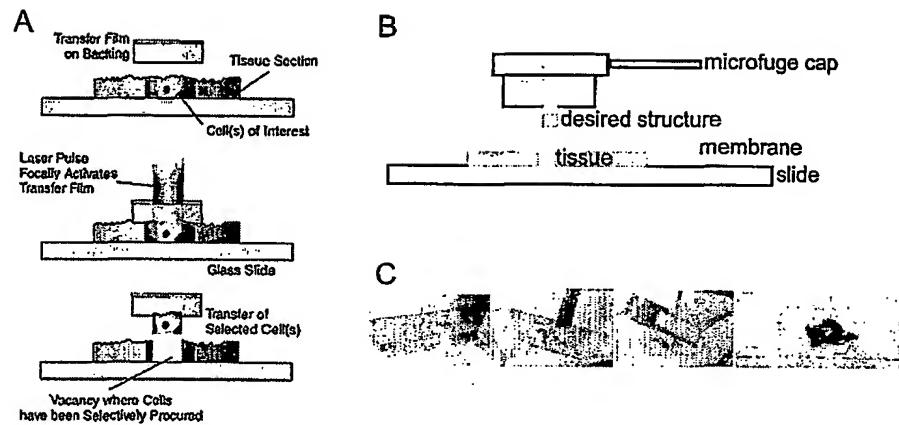 A
Transfer Film
on Backing
Tissue Section
Cell(s) of Interest
Laser Pulse
Focally Activates
Transfer Film
Glass Slide
Transfer of
Selected Cell(s)
Vacancy where Cells
have been Selectively Procured
B
microfuge cap
desired structure
membrane
tissue
slide
C